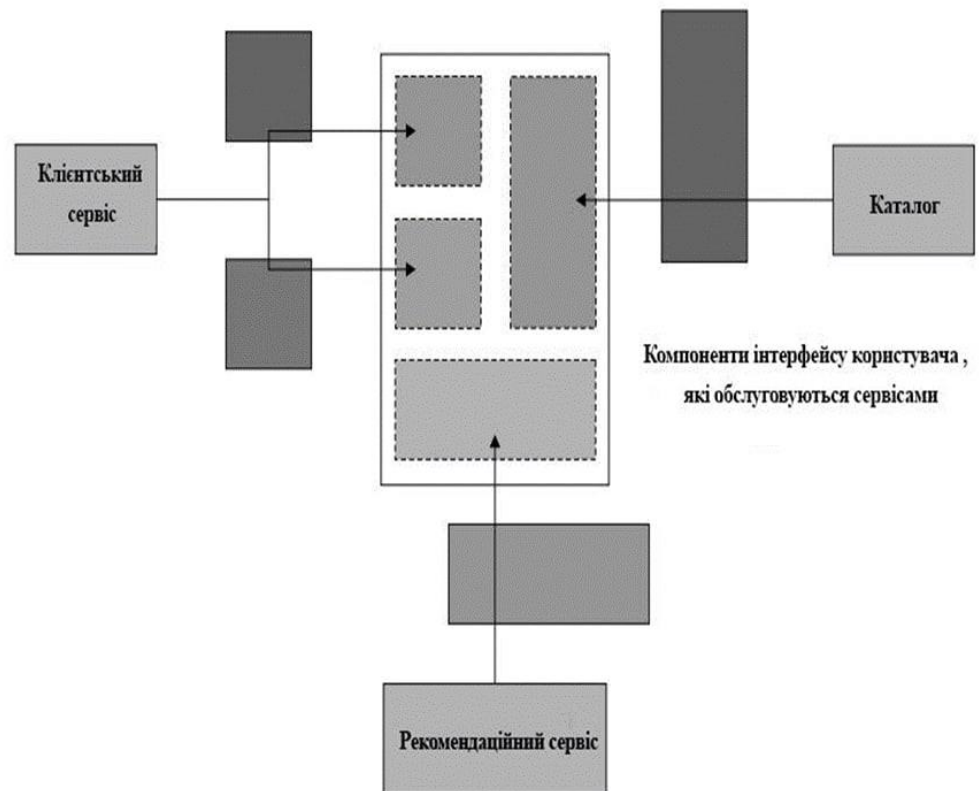 Клієнтський
сервіс
Каталог
Компоненти інтерфейсу користувача ,
які обслуговуються сервісами
Рекомендаційний сервіс